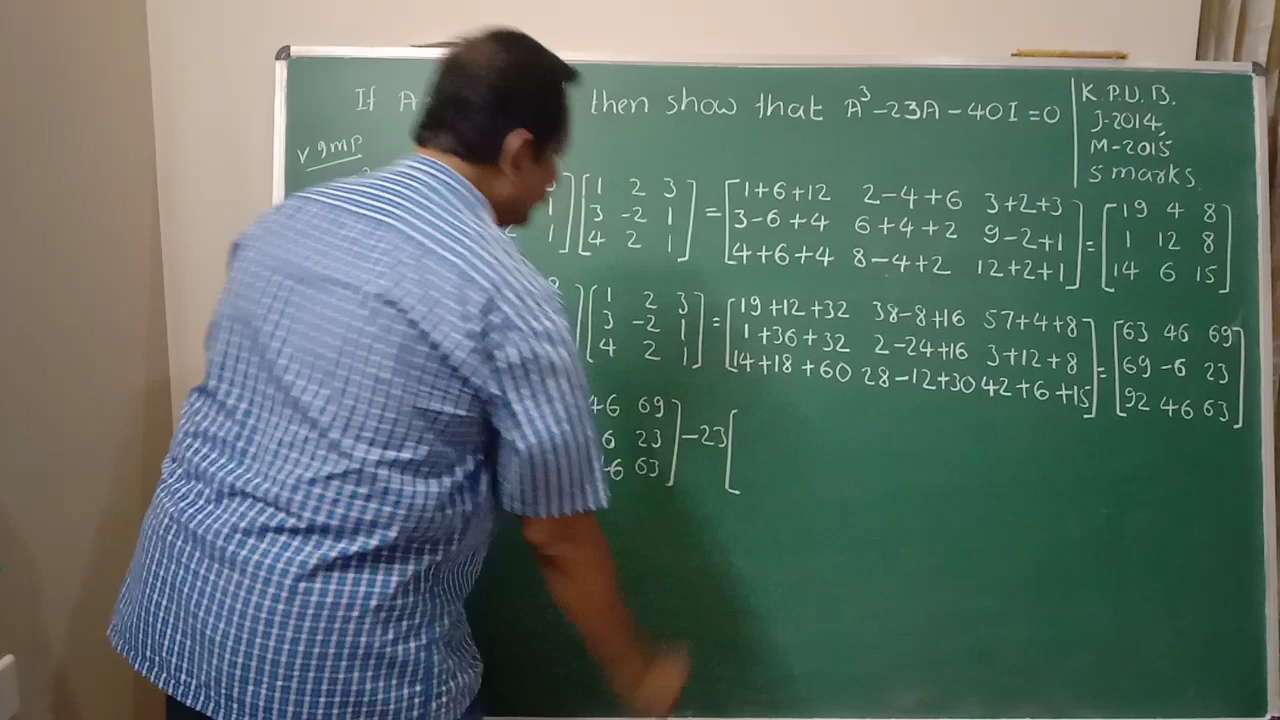 If A then show that A³-23A-40I=0
K.P.U.B.
J-2014,
M-2015
5 marks.
v gmp
1 2 3 = 1+6+12 2-4+6 3+2+3 19 4 8
1 3 -2 1 3-6+4 6+4+2 9-2+1 = 1 12 8
2 1 4 2 1 4+6+4 8-4+2 12+2+1 14 6 15
1 2 3 = 19+12+32 38-8+16 57+4+8 63 46 69
3 -2 1 1+36+32 2-24+16 3+12+8 = 69 -6 23
4 2 1 14+18+60 28-12+30 42+6+15 92 46 63
46 69
6 23 -23[
6 63